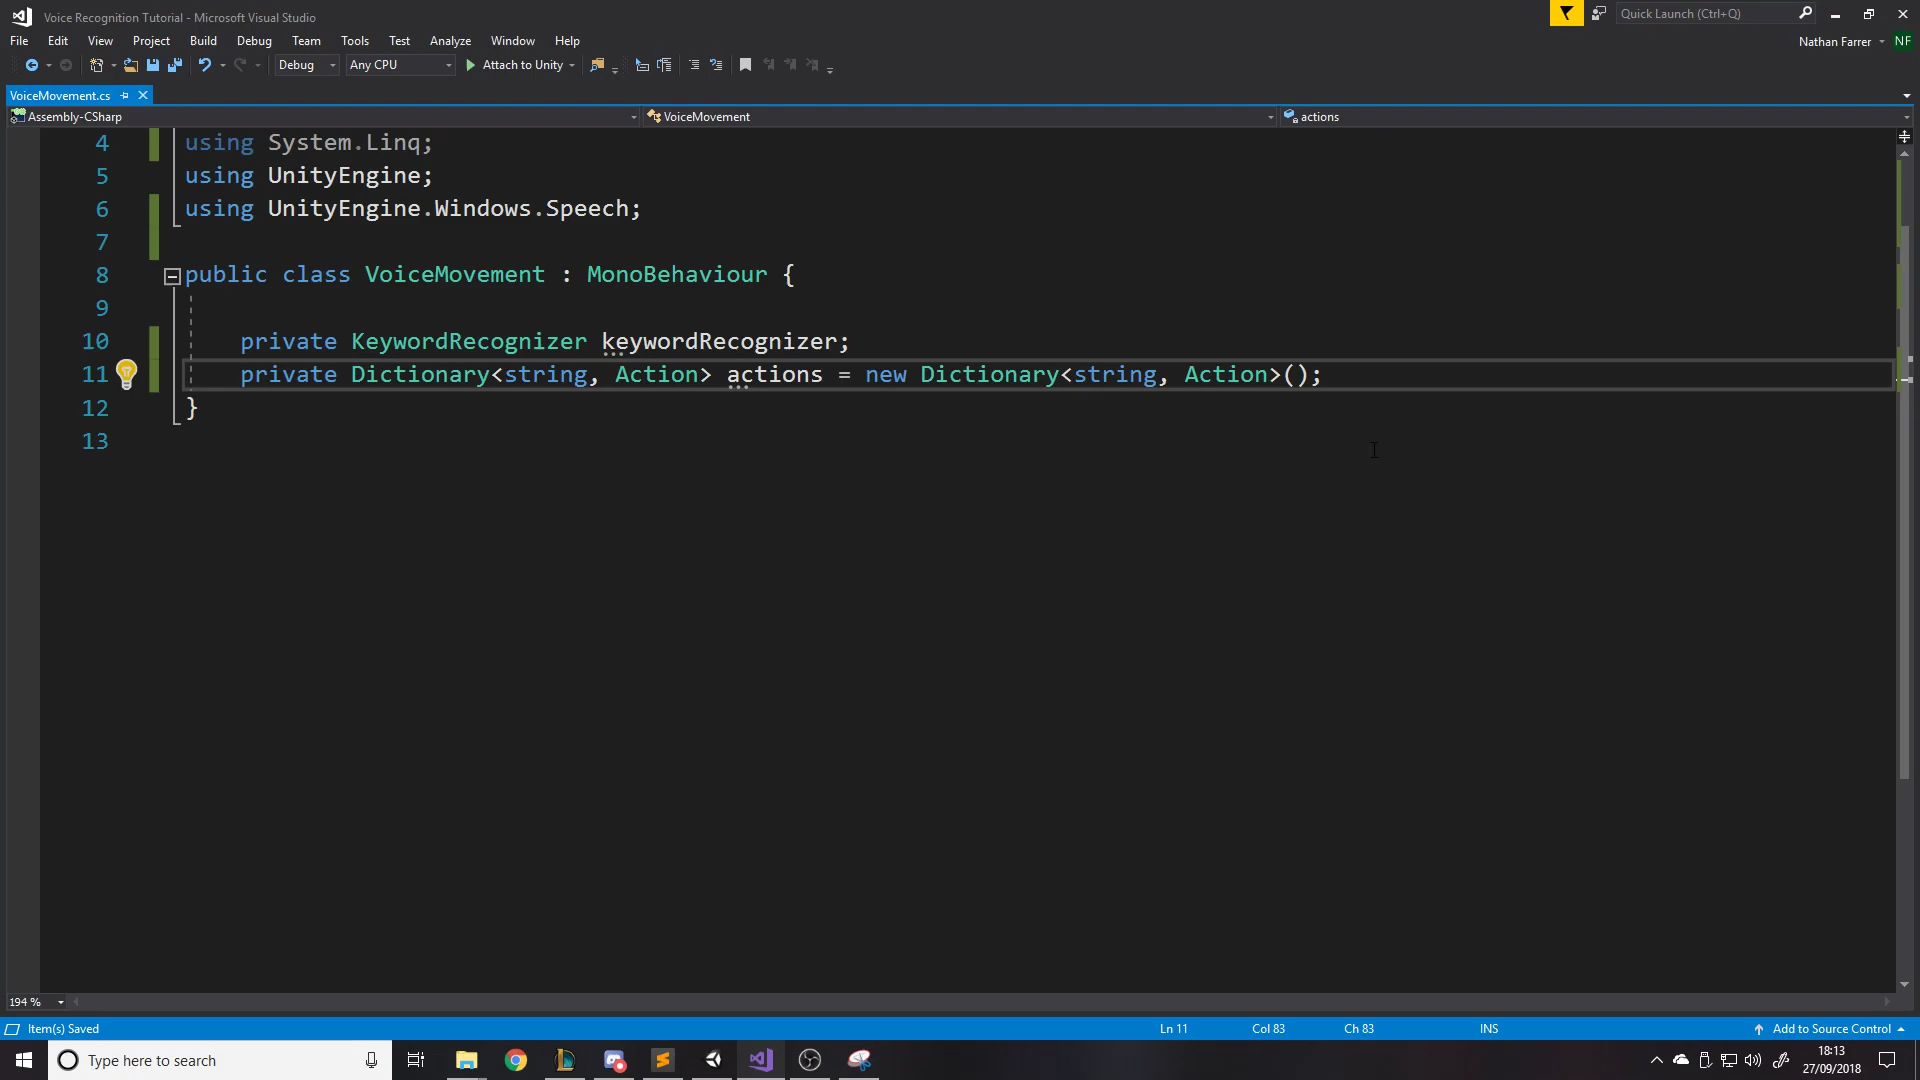 Voice Recognition Tutorial - Microsoft Visual Studio
Quick Launch (Ctrl+Q)
File Edit View Project Build Debug Team Tools Test Analyze Window Help
Nathan Farrer NF
Debug Any CPU Attach to Unity
VoiceMovement.cs
Assembly-CSharp VoiceMovement actions
4 using System.Linq;
5 using UnityEngine;
6 using UnityEngine.Windows.Speech;
7
8 public class VoiceMovement : MonoBehaviour {
9
10 private KeywordRecognizer keywordRecognizer;
11 private Dictionary<string, Action> actions = new Dictionary<string, Action>();
12 }
13
194 %
Item(s) Saved Ln 11 Col 83 Ch 83 INS Add to Source Control
Type here to search
18:13
27/09/2018